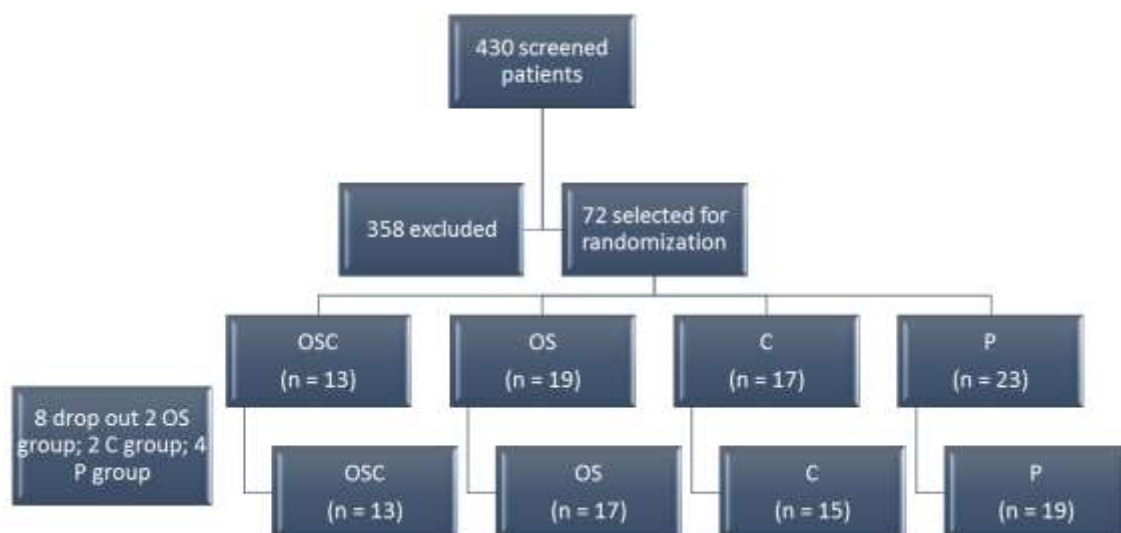 430 screened
patients
358 excluded
72 selected for
randomization
OSC
(n = 13)
OS
(n = 19)
C
(n = 17)
P
(n = 23)
8 drop out 2 OS
group; 2 C group; 4
P group
OSC
(n = 13)
OS
(n = 17)
C
(n = 15)
P
(n = 19)